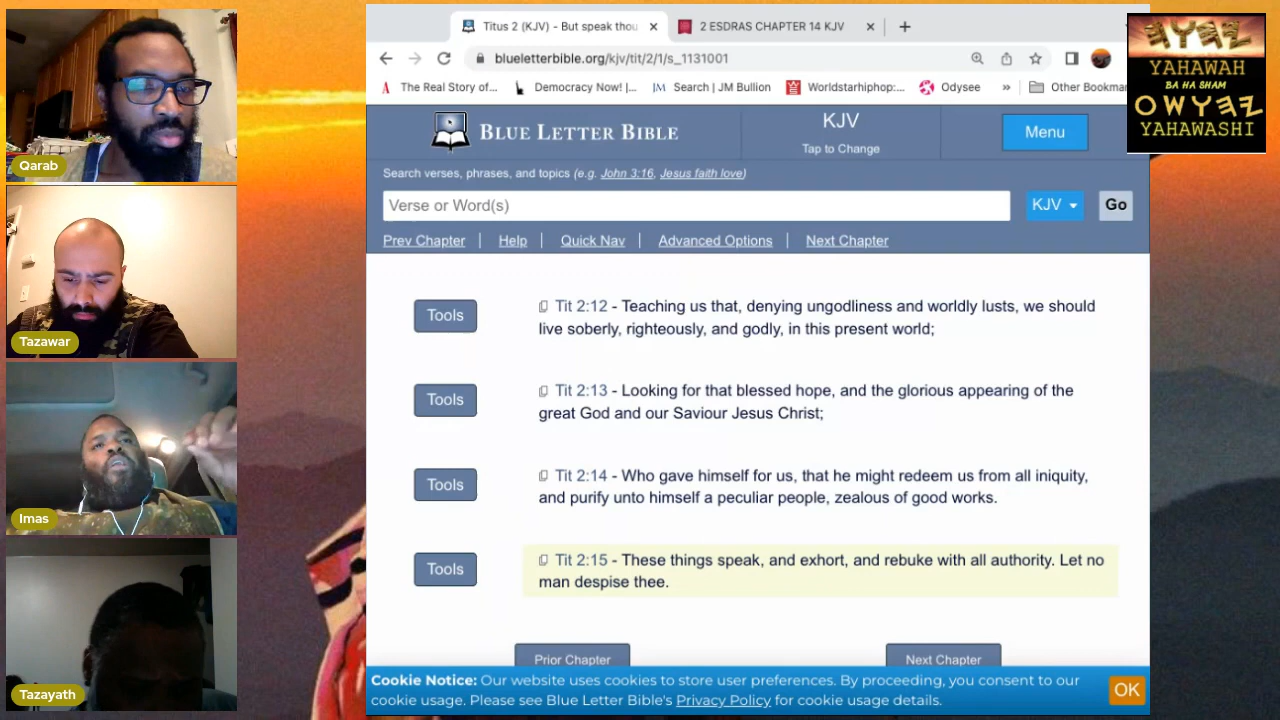 Qarab
Tazawar
Imas
Tazayath
Titus 2 (KJV) - But speak thou
2 ESDRAS CHAPTER 14 KJV
blueletterbible.org/kjv/tit/2/1/s_1131001
The Real Story of...
Democracy Now! |...
Search | JM Bullion
Worldstarhiphop:...
Odysee
»
Other Bookmar
BLUE LETTER BIBLE
KJV
Tap to Change
Menu
Search verses, phrases, and topics (e.g. John 3:16, Jesus faith love)
Verse or Word(s)
KJV
Go
Prev Chapter | Help | Quick Nav | Advanced Options | Next Chapter
Tools
Tit 2:12 - Teaching us that, denying ungodliness and worldly lusts, we should
live soberly, righteously, and godly, in this present world;
Tools
Tit 2:13 - Looking for that blessed hope, and the glorious appearing of the
great God and our Saviour Jesus Christ;
Tools
Tit 2:14 - Who gave himself for us, that he might redeem us from all iniquity,
and purify unto himself a peculiar people, zealous of good works.
Tools
Tit 2:15 - These things speak, and exhort, and rebuke with all authority. Let no
man despise thee.
Prior Chapter
Next Chapter
Cookie Notice: Our website uses cookies to store user preferences. By proceeding, you consent to our
cookie usage. Please see Blue Letter Bible's Privacy Policy for cookie usage details.
OK
YAHAWAH
BA HA SHAM
YAHAWASHI